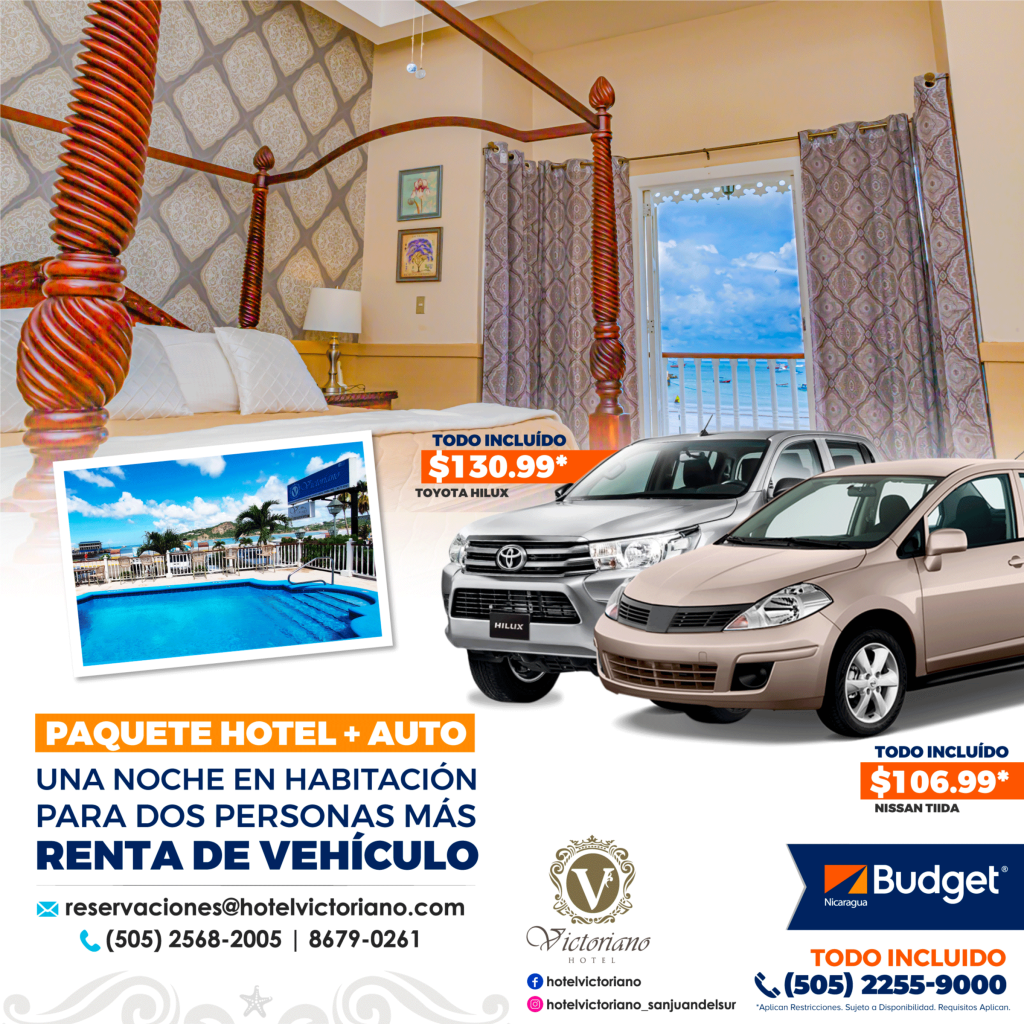 TODO INCLUÍDO
$130.99*
TOYOTA HILUX
HILUX
PAQUETE HOTEL + AUTO
UNA NOCHE EN HABITACIÓN
PARA DOS PERSONAS MÁS
RENTA DE VEHÍCULO
reservaciones@hotelvictoriano.com
(505) 2568-2005 | 8679-0261
TODO INCLUÍDO
$106.99*
NISSAN TIIDA
V
Victoriano
HOTEL
hotelvictoriano
hotelvictoriano_sanjuandelsur
Budget®
Nicaragua
TODO INCLUIDO
(505) 2255-9000
*Aplican Restricciones. Sujeto a Disponibilidad. Requisitos Aplican.